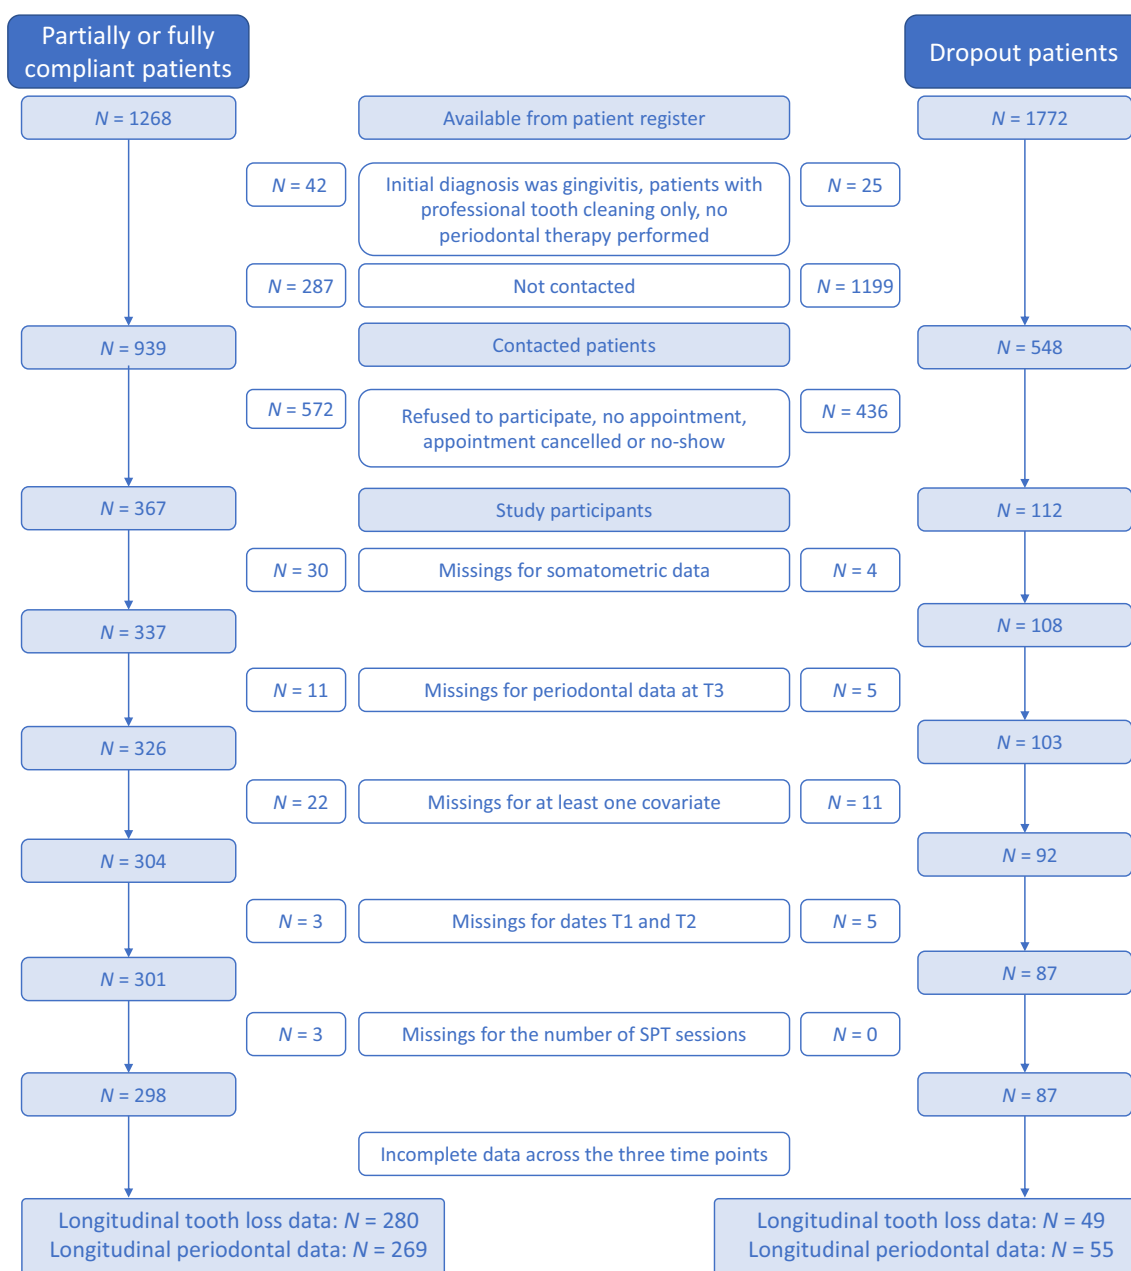 Partially or fully
compliant patients
Dropout patients
N = 1268
Available from patient register
N = 1772
N = 42
Initial diagnosis was gingivitis, patients with
professional tooth cleaning only, no
periodontal therapy performed
N = 25
N = 287
Not contacted
N = 1199
N = 939
Contacted patients
N = 548
N = 572
Refused to participate, no appointment,
appointment cancelled or no-show
N = 436
N = 367
Study participants
N = 112
N = 30
Missings for somatometric data
N = 4
N = 337
N = 108
N = 11
Missings for periodontal data at T3
N = 5
N = 326
N = 103
N = 22
Missings for at least one covariate
N = 11
N = 304
N = 92
N = 3
Missings for dates T1 and T2
N = 5
N = 301
N = 87
N = 3
Missings for the number of SPT sessions
N = 0
N = 298
N = 87
Incomplete data across the three time points
Longitudinal tooth loss data: N = 280
Longitudinal periodontal data: N = 269
Longitudinal tooth loss data: N = 49
Longitudinal periodontal data: N = 55